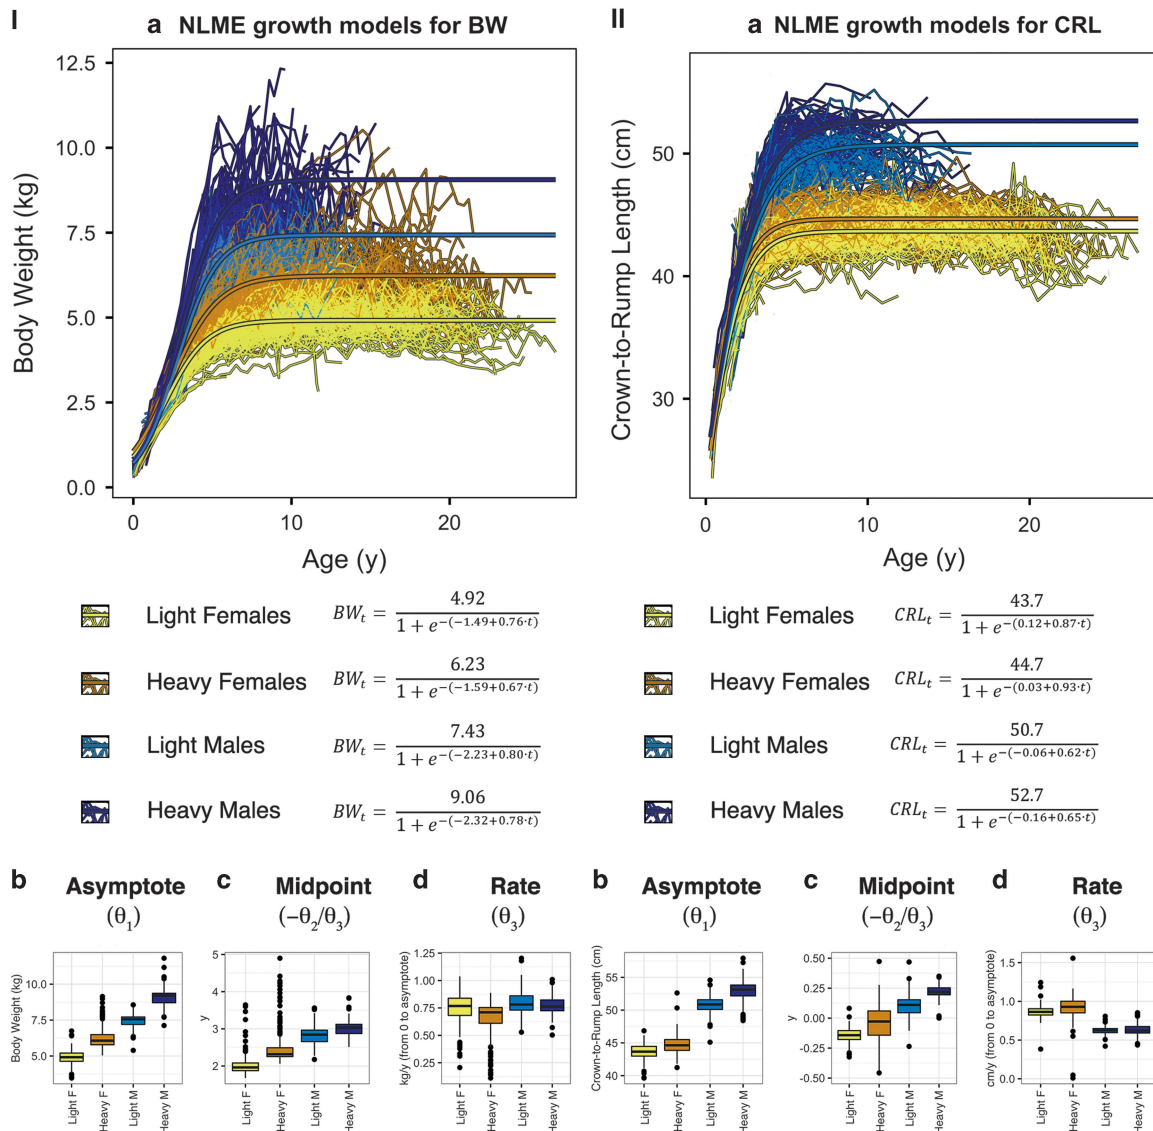 I
a NLME growth models for BW
12.5
10.0
7.5
5.0
2.5
0.0
Body Weight (kg)
0 10 20
Age (y)
Light Females BW_t = 4.92 / (1 + e^{-(-1.49+0.76·t)})
Heavy Females BW_t = 6.23 / (1 + e^{-(-1.59+0.67·t)})
Light Males BW_t = 7.43 / (1 + e^{-(-2.23+0.80·t)})
Heavy Males BW_t = 9.06 / (1 + e^{-(-2.32+0.78·t)})
b Asymptote
(θ₁)
Body Weight (kg)
10.0
7.5
5.0
Light F Heavy F Light M Heavy M
c Midpoint
(−θ₂/θ₃)
y
5
4
3
2
Light F Heavy F Light M Heavy M
d Rate
(θ₃)
kg/y (from 0 to asymptote)
1.25
1.00
0.75
0.50
0.25
Light F Heavy F Light M Heavy M
II
a NLME growth models for CRL
50
40
30
Crown-to-Rump Length (cm)
0 10 20
Age (y)
Light Females CRL_t = 43.7 / (1 + e^{-(0.12+0.87·t)})
Heavy Females CRL_t = 44.7 / (1 + e^{-(0.03+0.93·t)})
Light Males CRL_t = 50.7 / (1 + e^{-(-0.06+0.62·t)})
Heavy Males CRL_t = 52.7 / (1 + e^{-(-0.16+0.65·t)})
b Asymptote
(θ₁)
Crown-to-Rump Length (cm)
55
50
45
40
Light F Heavy F Light M Heavy M
c Midpoint
(−θ₂/θ₃)
y
0.50
0.25
0.00
-0.25
-0.50
Light F Heavy F Light M Heavy M
d Rate
(θ₃)
cm/y (from 0 to asymptote)
1.5
1.0
0.5
0.0
Light F Heavy F Light M Heavy M